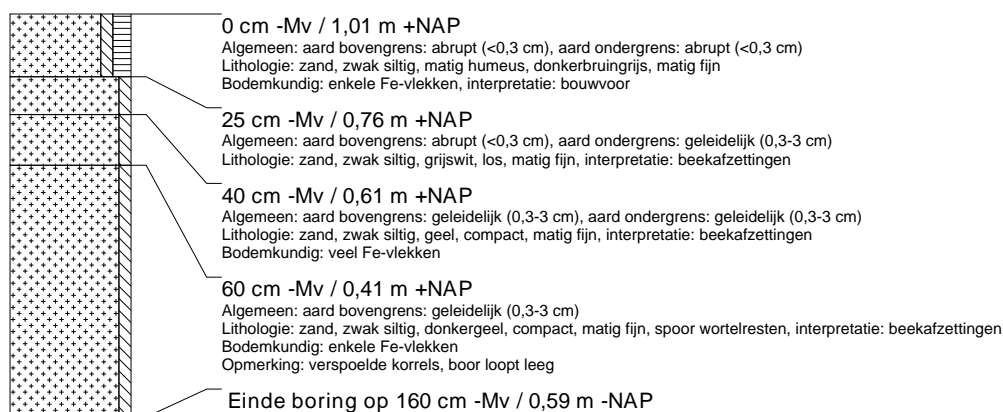 0 cm -Mv / 1,01 m +NAP
Algemeen: aard bovengrens: abrupt (<0,3 cm), aard ondergrens: abrupt (<0,3 cm)
Lithologie: zand, zwak siltig, matig humeus, donkerbruingrijs, matig fijn
Bodemkundig: enkele Fe-vlekken, interpretatie: bouwvoor
25 cm -Mv / 0,76 m +NAP
Algemeen: aard bovengrens: abrupt (<0,3 cm), aard ondergrens: geleidelijk (0,3-3 cm)
Lithologie: zand, zwak siltig, grijswit, los, matig fijn, interpretatie: beekafzettingen
40 cm -Mv / 0,61 m +NAP
Algemeen: aard bovengrens: geleidelijk (0,3-3 cm), aard ondergrens: geleidelijk (0,3-3 cm)
Lithologie: zand, zwak siltig, geel, compact, matig fijn, interpretatie: beekafzettingen
Bodemkundig: veel Fe-vlekken
60 cm -Mv / 0,41 m +NAP
Algemeen: aard bovengrens: geleidelijk (0,3-3 cm)
Lithologie: zand, zwak siltig, donkergeel, compact, matig fijn, spoor wortelresten, interpretatie: beekafzettingen
Bodemkundig: enkele Fe-vlekken
Opmerking: verspoelde korrels, boor loopt leeg
Einde boring op 160 cm -Mv / 0,59 m -NAP